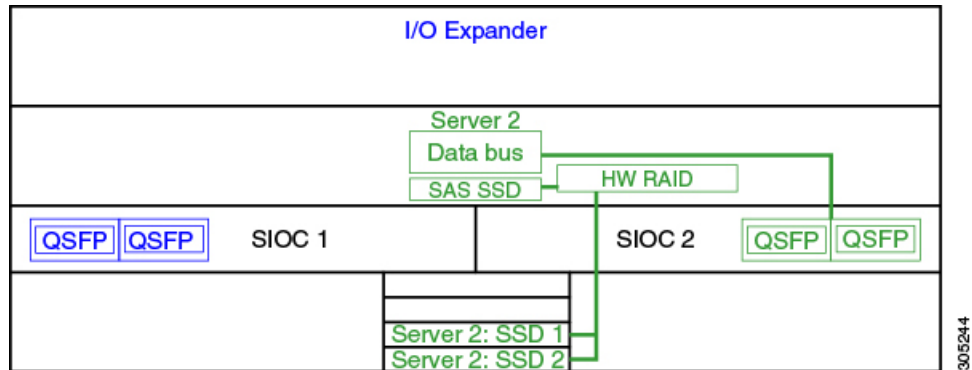 I/O Expander
Server 2
Data bus
SAS SSD
HW RAID
QSFP QSFP SIOC 1 SIOC 2 QSFP QSFP
Server 2: SSD 1
Server 2: SSD 2
305244